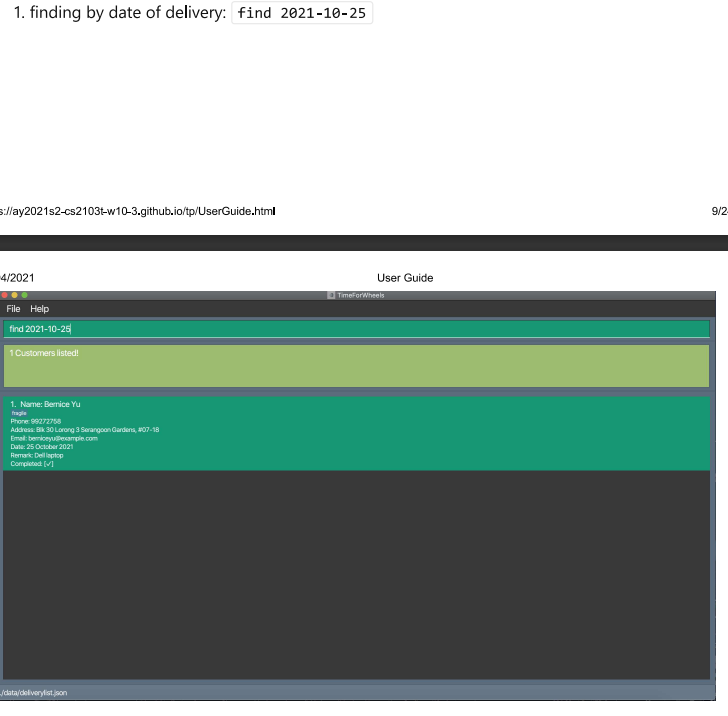 1. finding by date of delivery: find 2021-10-25
s://ay2021s2-cs2103t-w10-3.github.io/tp/UserGuide.html 9/2
04/2021 User Guide
TimeForWheels
File Help
find 2021-10-25
1 Customers listed!
1. Name: Bernice Yu
fragile
Phone: 99272758
Address: Blk 30 Lorong 3 Serangoon Gardens, #07-18
Email: berniceyu@example.com
Date: 25 October 2021
Remark: Dell laptop
Completed: [✓]
./data/deliverylist.json